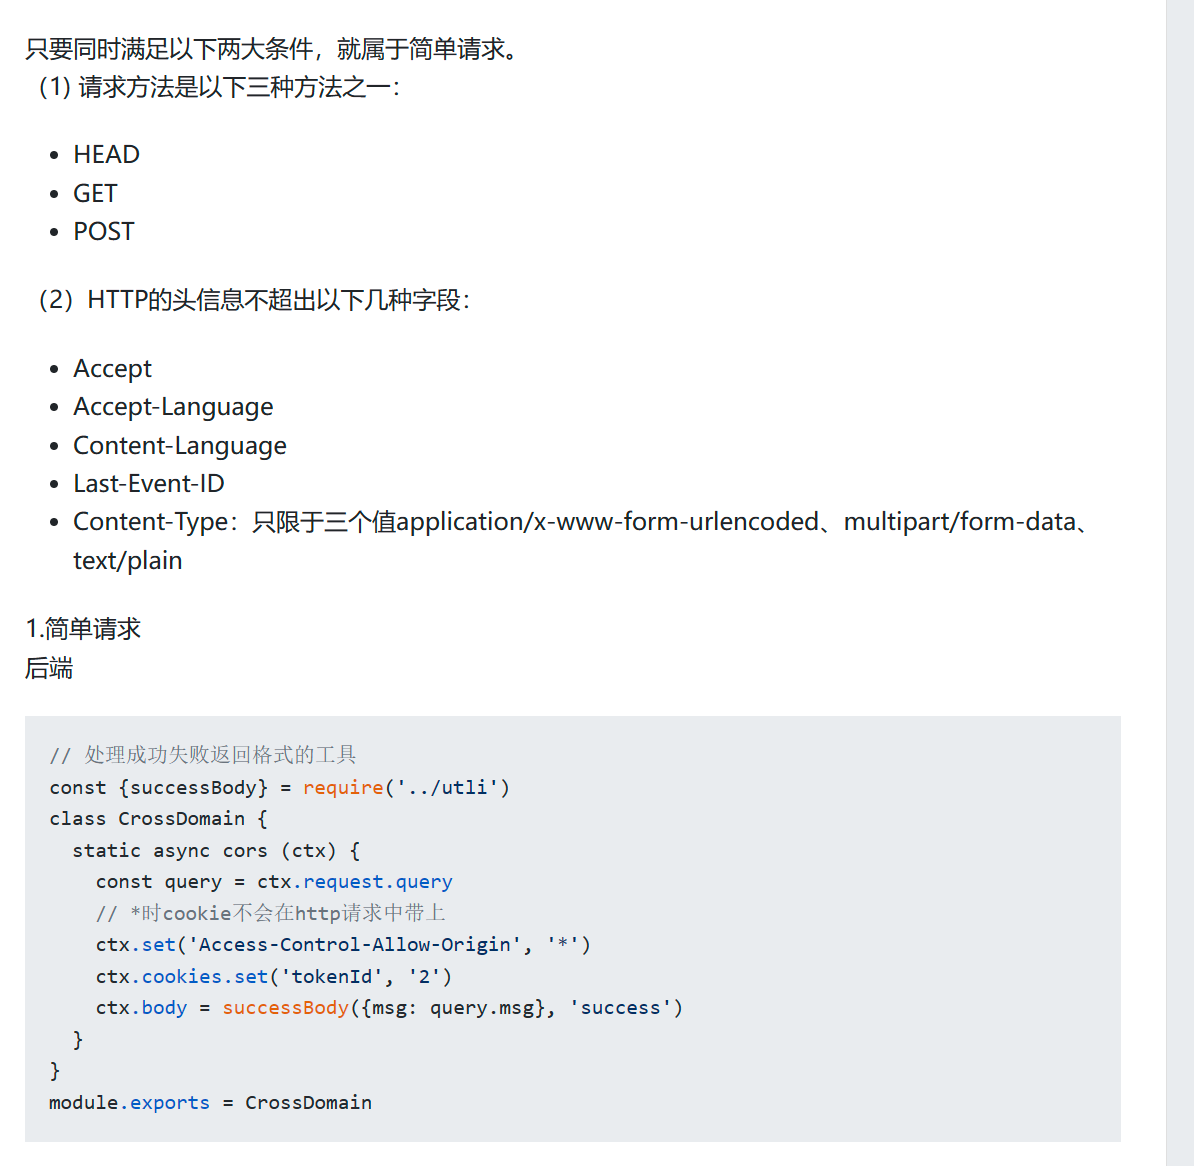 只要同时满足以下两大条件，就属于简单请求。
（1) 请求方法是以下三种方法之一：
• HEAD
• GET
• POST
（2）HTTP的头信息不超出以下几种字段：
• Accept
• Accept-Language
• Content-Language
• Last-Event-ID
• Content-Type：只限于三个值application/x-www-form-urlencoded、multipart/form-data、
text/plain
1.简单请求
后端
// 处理成功失败返回格式的工具
const {successBody} = require('../utli')
class CrossDomain {
  static async cors (ctx) {
    const query = ctx.request.query
    // *时cookie不会在http请求中带上
    ctx.set('Access-Control-Allow-Origin', '*')
    ctx.cookies.set('tokenId', '2')
    ctx.body = successBody({msg: query.msg}, 'success')
  }
}
module.exports = CrossDomain